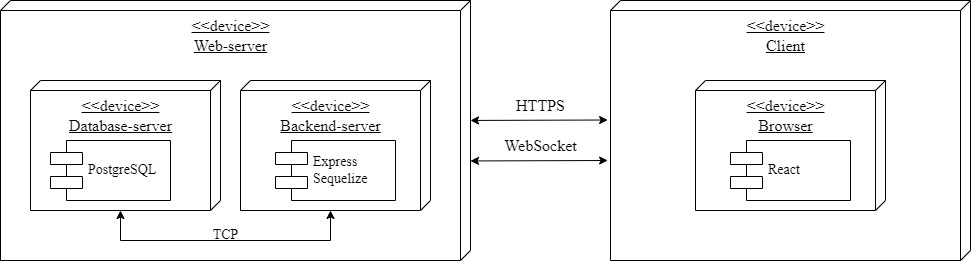 <<device>>
Web-server
<<device>>
Database-server
PostgreSQL
<<device>>
Backend-server
Express
Sequelize
TCP
HTTPS
WebSocket
<<device>>
Client
<<device>>
Browser
React